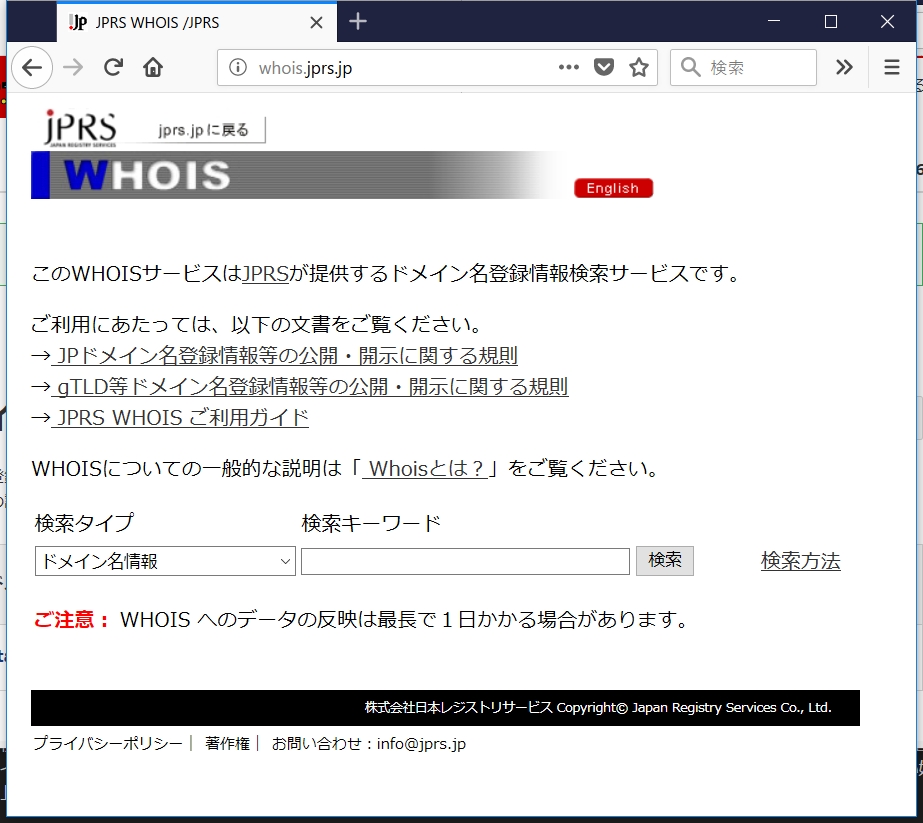 JPRS WHOIS /JPRS
whois.jprs.jp
検索
JPRS
JAPAN REGISTRY SERVICES
jprs.jpに戻る
WHOIS
English
このWHOISサービスはJPRSが提供するドメイン名登録情報検索サービスです。
ご利用にあたっては、以下の文書をご覧ください。
→ JPドメイン名登録情報等の公開・開示に関する規則
→ gTLD等ドメイン名登録情報等の公開・開示に関する規則
→ JPRS WHOIS ご利用ガイド
WHOISについての一般的な説明は「 Whoisとは？」をご覧ください。
検索タイプ 検索キーワード
ドメイン名情報 検索 検索方法
ご注意： WHOIS へのデータの反映は最長で１日かかる場合があります。
株式会社日本レジストリサービス Copyright© Japan Registry Services Co., Ltd.
プライバシーポリシー｜ 著作権｜ お問い合わせ：info@jprs.jp